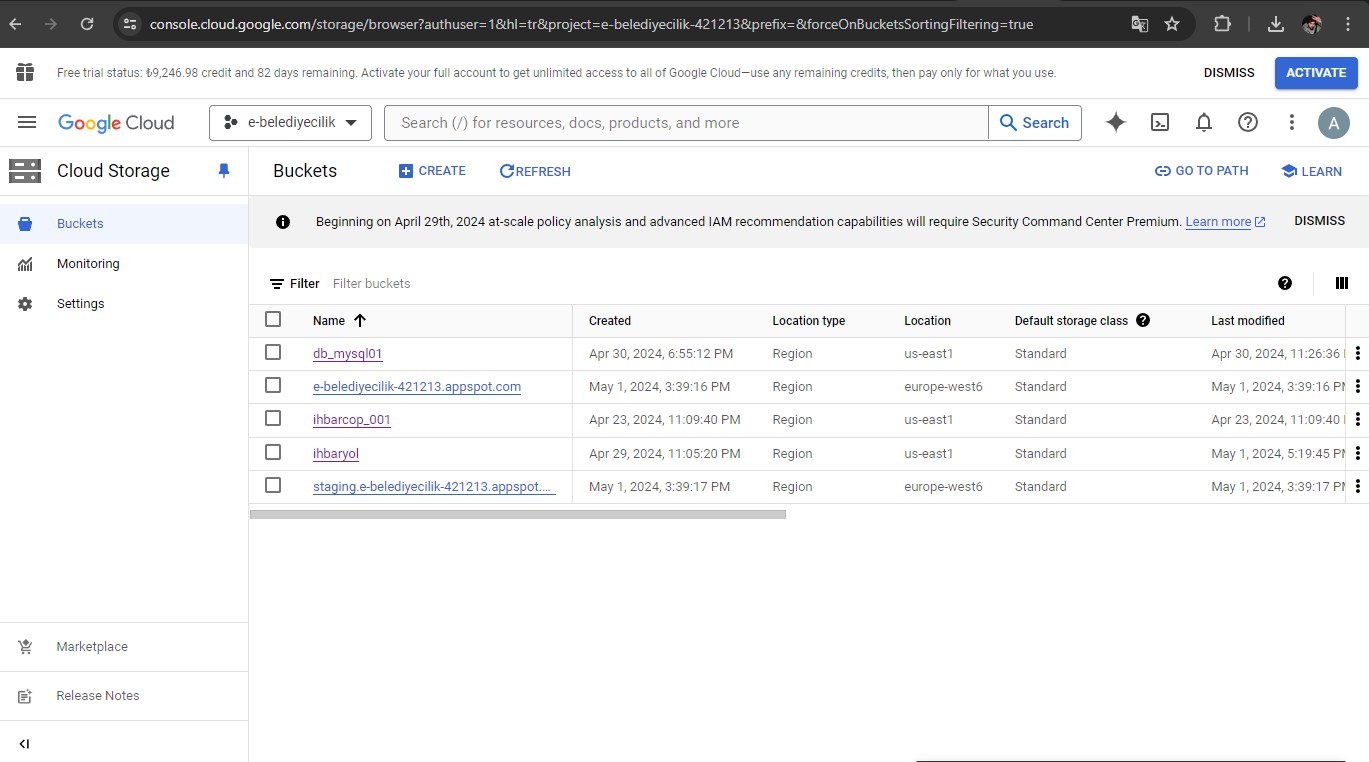 console.cloud.google.com/storage/browser?authuser=1&hl=tr&project=e-belediyecilik-421213&prefix=&forceOnBucketsSortingFiltering=true
Free trial status: ₺9,246.98 credit and 82 days remaining. Activate your full account to get unlimited access to all of Google Cloud—use any remaining credits, then pay only for what you use.
DISMISS
ACTIVATE
Google Cloud
e-belediyecilik
Search (/) for resources, docs, products, and more
Search
A
Cloud Storage
Buckets
CREATE
REFRESH
GO TO PATH
LEARN
Buckets
Monitoring
Settings
Beginning on April 29th, 2024 at-scale policy analysis and advanced IAM recommendation capabilities will require Security Command Center Premium. Learn more
DISMISS
Filter Filter buckets
Name Created Location type Location Default storage class Last modified
db_mysql01 Apr 30, 2024, 6:55:12 PM Region us-east1 Standard Apr 30, 2024, 11:26:36
e-belediyecilik-421213.appspot.com May 1, 2024, 3:39:16 PM Region europe-west6 Standard May 1, 2024, 3:39:16 PM
ihbarcop_001 Apr 23, 2024, 11:09:40 PM Region us-east1 Standard Apr 23, 2024, 11:09:40
ihbaryol Apr 29, 2024, 11:05:20 PM Region us-east1 Standard May 1, 2024, 5:19:45 PM
staging.e-belediyecilik-421213.appspot.… May 1, 2024, 3:39:17 PM Region europe-west6 Standard May 1, 2024, 3:39:17 PM
Marketplace
Release Notes